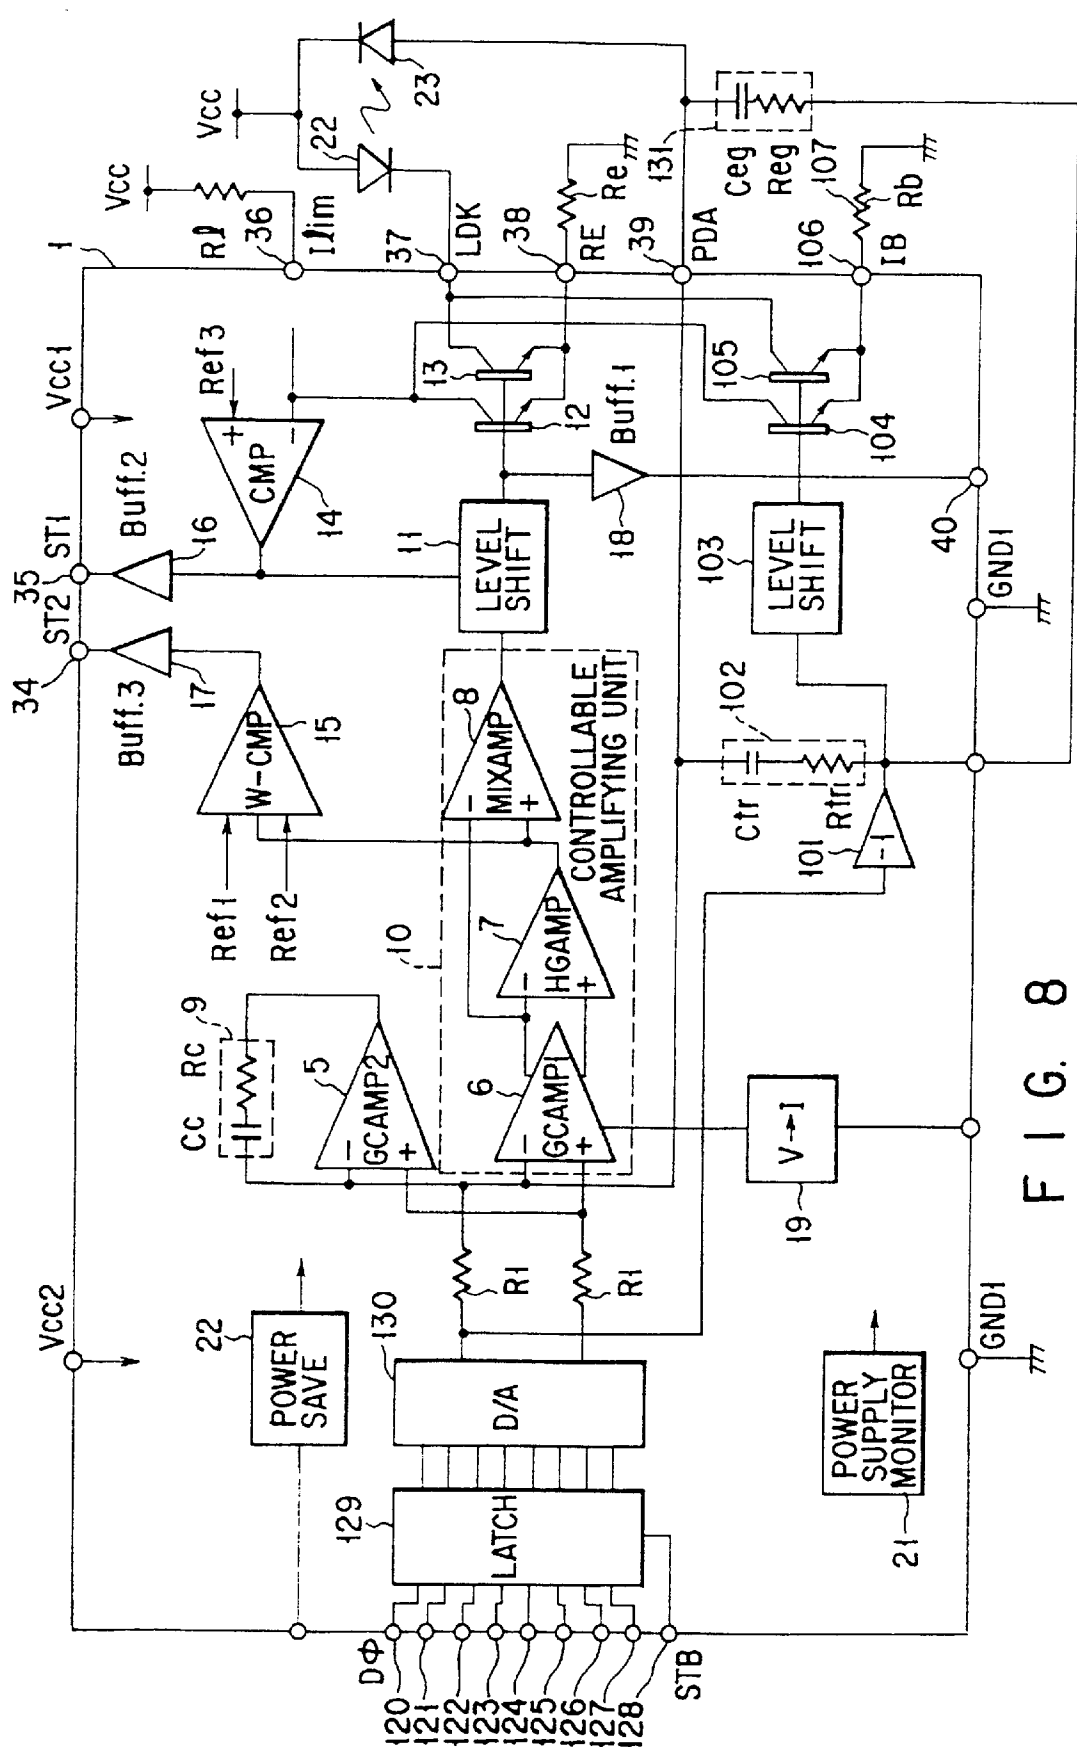 Vcc2
Vcc1
1
34
ST2
35
ST1
Buff.3
17
Buff.2
16
Vcc
Rℓ
36
Iℓim
Vcc
22
23
LDK
37
22
POWER
SAVE
Ref1
Ref2
W-CMP
15
CMP
+
−
14
Ref3
Cc
Rc
9
5
GCAMP2
−
+
10
CONTROLLABLE
AMPLIFYING UNIT
6
GCAMP1
−
+
7
HGAMP
−
+
8
MIXAMP
−
+
11
LEVEL
SHIFT
12
13
18
Buff.1
38
RE
Re
39
PDA
131
Ceg
Reg
107
Rb
106
IB
105
104
103
LEVEL
SHIFT
102
Ctr
Rtr
101
−1
R1
R1
130
D/A
129
LATCH
DΦ
120
121
122
123
124
125
126
127
128
STB
19
V→I
POWER
SUPPLY
MONITOR
21
GND1
GND1
40
FIG. 8